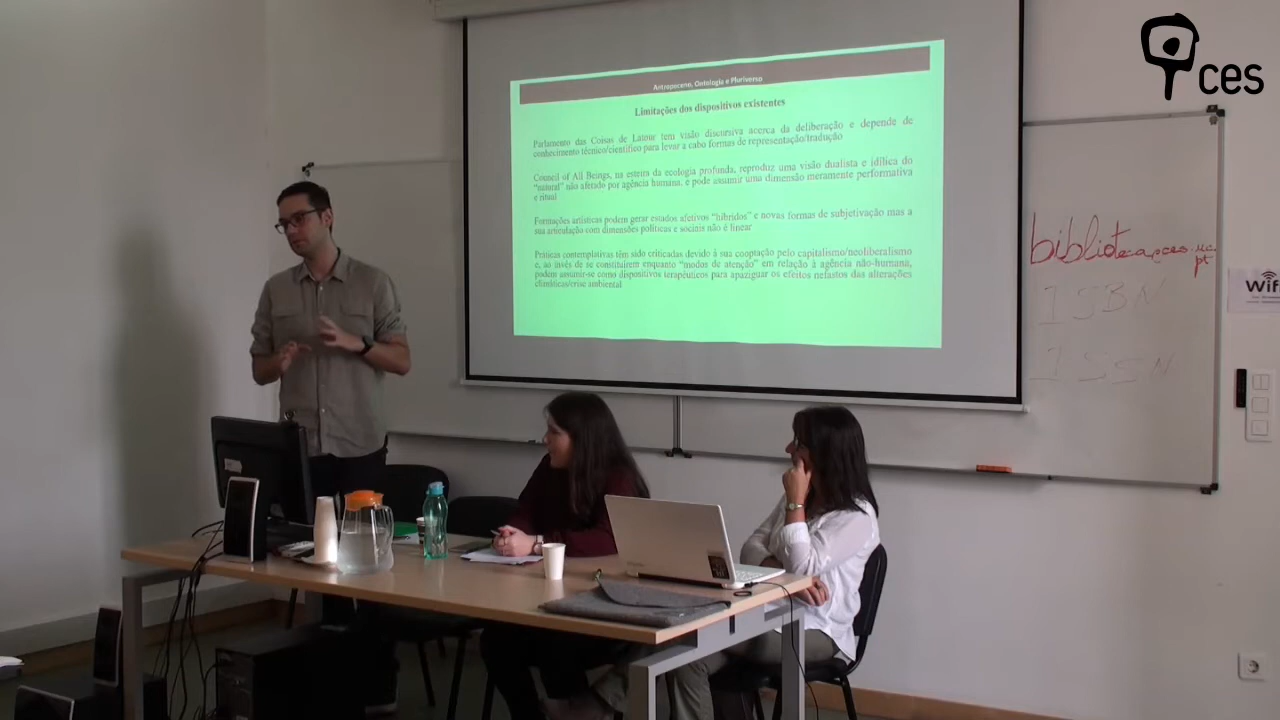 ces
Antropoceno, Ontologia e Pluriverso
Limitações dos dispositivos existentes
Parlamento das Coisas de Latour tem visão discursiva acerca da deliberação e depende de
conhecimento técnico/científico para levar a cabo formas de representação/tradução
Council of All Beings, na esteira da ecologia profunda, reproduz uma visão dualista e idílica do
“natural” não afetado por agência humana, e pode assumir uma dimensão meramente performativa
e ritual
Formações artísticas podem gerar estados afetivos “híbridos” e novas formas de subjetivação mas a
sua articulação com dimensões políticas e sociais não é linear
Práticas contemplativas têm sido criticadas devido à sua cooptação pelo capitalismo/neoliberalismo
e, ao invés de se constituirem enquanto “modos de atenção” em relação à agência não-humana,
podem assumir-se como dispositivos terapêuticos para apaziguar os efeitos nefastos das alterações
climáticas/crise ambiental
biblioteca.ces.uc.
pt
ISBN
ISSN
Wifi